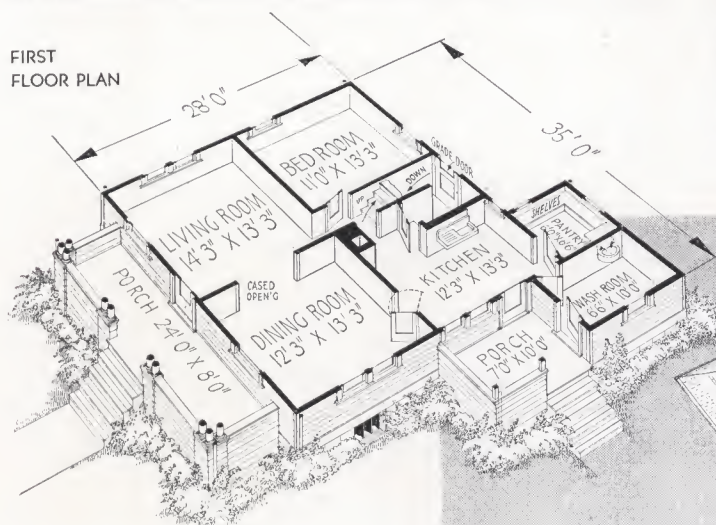 FIRST
FLOOR PLAN
28'0"
35'0"
BED ROOM
11'0" X 13'3"
GRADE DOOR
DOWN
UP
LIVING ROOM
14'3" X 13'3"
SHELVES
PANTRY
KITCHEN
12'3" X 13'3"
WASH ROOM
6'6" X 10'0"
CASED
OPEN'G
DINING ROOM
12'3" X 13'3"
PORCH 24'0" X 8'0"
PORCH
7'0" X 10'0"